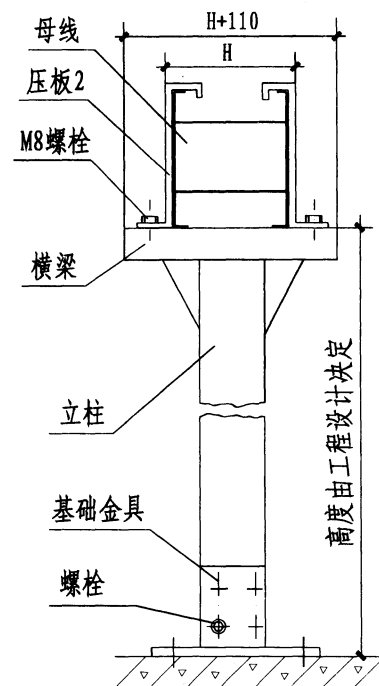 H+110
母线
H
压板2
M8螺栓
横梁
立柱
高度由工程设计决定
基础金具
螺栓